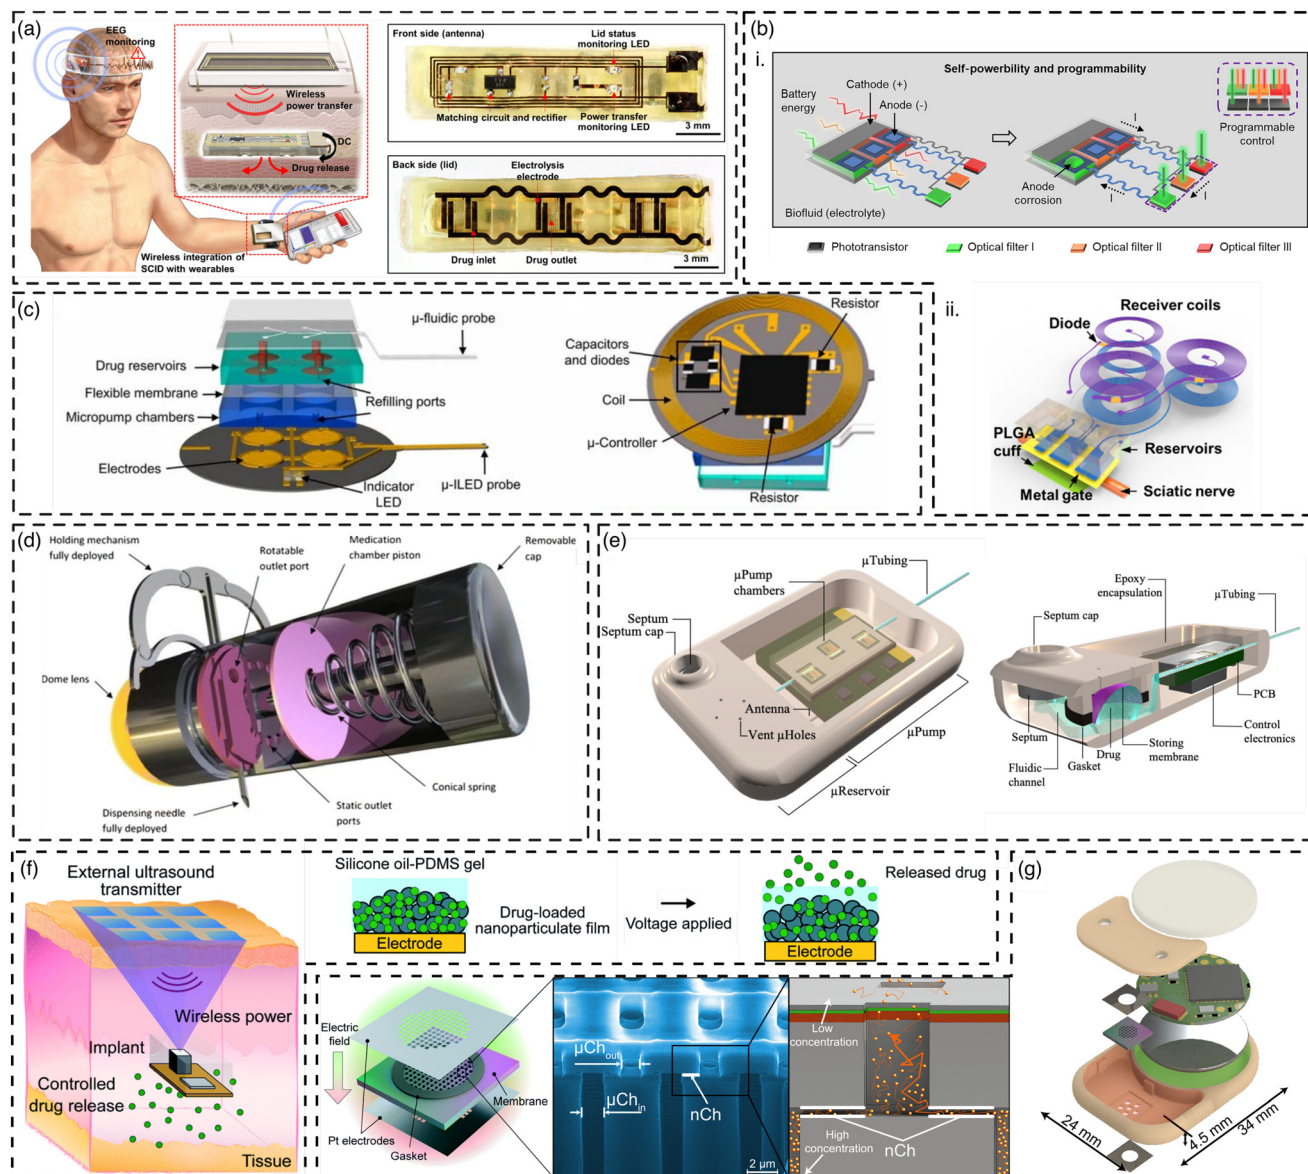 (a)
EEG
monitoring
Wireless
power transfer
DC
Drug release
Wireless integration of
SCID with wearables
Front side (antenna)
Lid status
monitoring LED
Matching circuit and rectifier
Power transfer
monitoring LED
3 mm
Back side (lid)
Electrolysis
electrode
Drug inlet
Drug outlet
3 mm
(b)
i.
Self-powerbility and programmability
Battery
energy
Cathode (+)
Anode (-)
Biofluid (electrolyte)
Anode
corrosion
I
I
I
Programmable
control
Phototransistor
Optical filter I
Optical filter II
Optical filter III
ii.
Receiver coils
Diode
PLGA
cuff
Reservoirs
Metal gate
Sciatic nerve
(c)
μ-fluidic probe
Drug reservoirs
Flexible membrane
Refilling ports
Micropump chambers
Electrodes
Indicator
LED
μ-ILED probe
Resistor
Capacitors
and diodes
Coil
μ-Controller
Resistor
(d)
Holding mechanism
fully deployed
Rotatable
outlet port
Medication
chamber piston
Removable
cap
Dome lens
Conical spring
Static outlet
ports
Dispensing needle
fully deployed
(e)
μTubing
μPump
chambers
Septum
Septum cap
Antenna
Vent μHoles
μPump
μReservoir
Epoxy
encapsulation
μTubing
Septum cap
PCB
Control
electronics
Septum
Storing
membrane
Drug
Gasket
Fluidic
channel
(f)
External ultrasound
transmitter
Wireless power
Implant
Controlled
drug release
Tissue
Silicone oil-PDMS gel
Drug-loaded
nanoparticulate film
Electrode
Voltage applied
Released drug
Electrode
Electric
field
Membrane
Pt electrodes
Gasket
μChout
μChin
nCh
2 μm
Low
concentration
High
concentration
nCh
(g)
24 mm
4.5 mm
34 mm